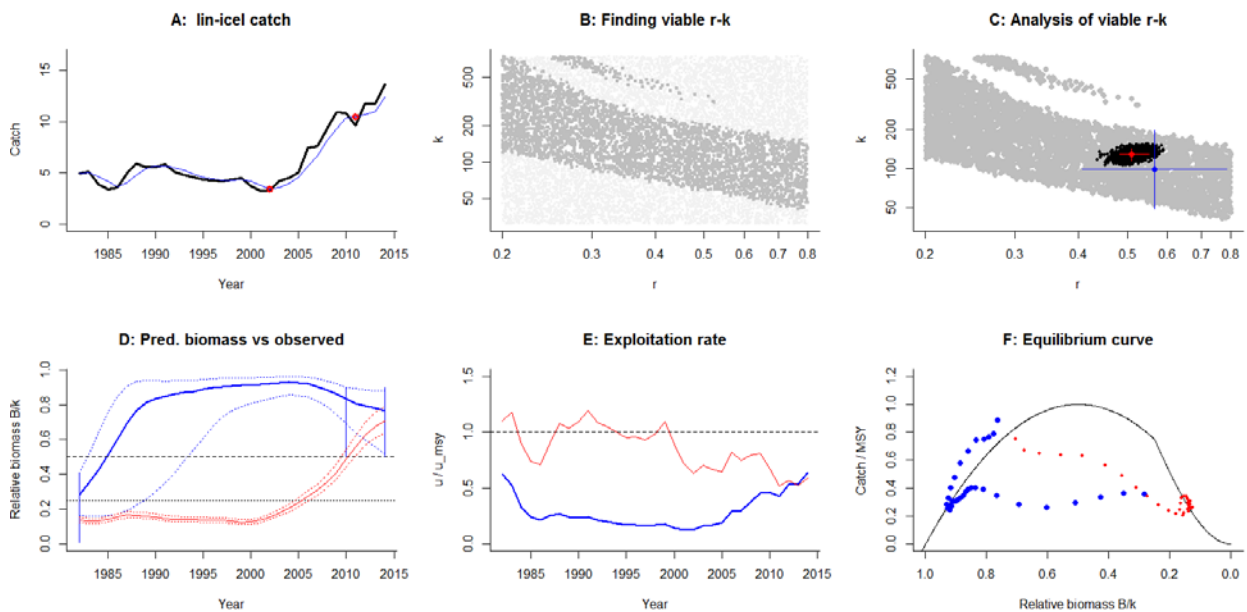 A:  lin-icel catch
Catch
15
10
5
0
1985 1990 1995 2000 2005 2010 2015
Year
B: Finding viable r-k
k
500
200
100
50
0.2 0.3 0.4 0.5 0.6 0.7 0.8
r
C: Analysis of viable r-k
k
500
200
100
50
0.2 0.3 0.4 0.5 0.6 0.7 0.8
r
D: Pred. biomass vs observed
Relative biomass B/k
1.0
0.8
0.6
0.4
0.2
0.0
1985 1990 1995 2000 2005 2010 2015
Year
E: Exploitation rate
u / u_msy
1.5
1.0
0.5
0.0
1985 1990 1995 2000 2005 2010 2015
Year
F: Equilibrium curve
Catch / MSY
1.2
1.0
0.8
0.6
0.4
0.2
0.0
1.0 0.8 0.6 0.4 0.2 0.0
Relative biomass B/k